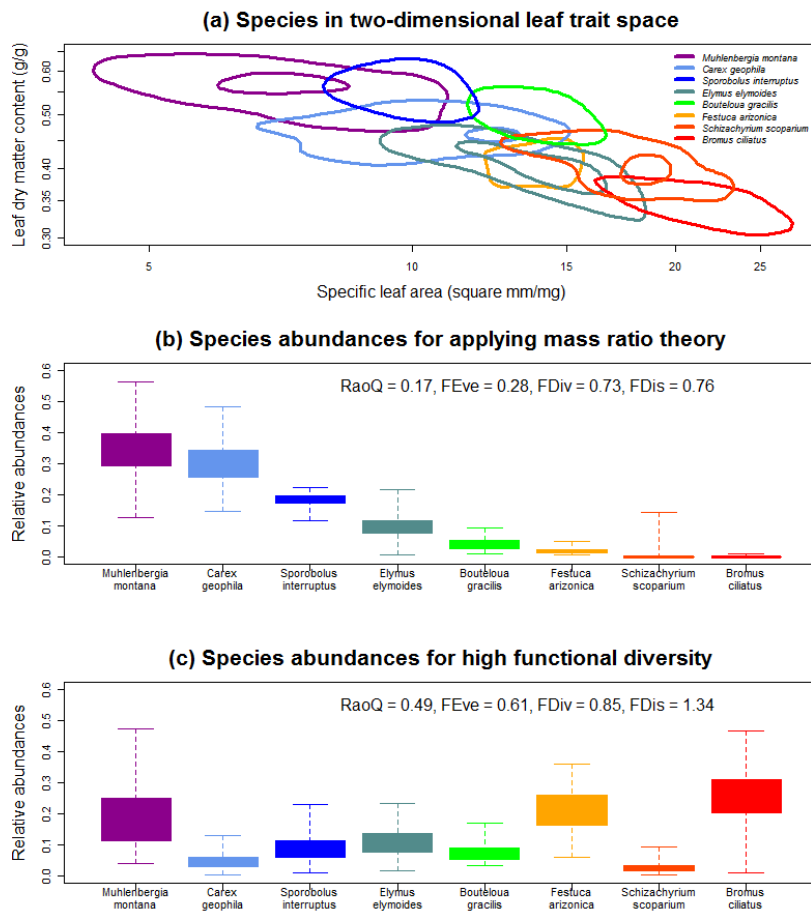 (a) Species in two-dimensional leaf trait space
Leaf dry matter content (g/g)
0.60
0.50
0.40
0.35
0.30
Muhlenbergia montana
Carex geophila
Sporobolus interruptus
Elymus elymoides
Bouteloua gracilis
Festuca arizonica
Schizachyrium scoparium
Bromus ciliatus
5
10
15
20
25
Specific leaf area (square mm/mg)
(b) Species abundances for applying mass ratio theory
RaoQ = 0.17, FEve = 0.28, FDiv = 0.73, FDis = 0.76
Relative abundances
0.6
0.5
0.4
0.3
0.2
0.1
0.0
Muhlenbergia
montana
Carex
geophila
Sporobolus
interruptus
Elymus
elymoides
Bouteloua
gracilis
Festuca
arizonica
Schizachyrium
scoparium
Bromus
ciliatus
(c) Species abundances for high functional diversity
RaoQ = 0.49, FEve = 0.61, FDiv = 0.85, FDis = 1.34
Relative abundances
0.6
0.5
0.4
0.3
0.2
0.1
0.0
Muhlenbergia
montana
Carex
geophila
Sporobolus
interruptus
Elymus
elymoides
Bouteloua
gracilis
Festuca
arizonica
Schizachyrium
scoparium
Bromus
ciliatus